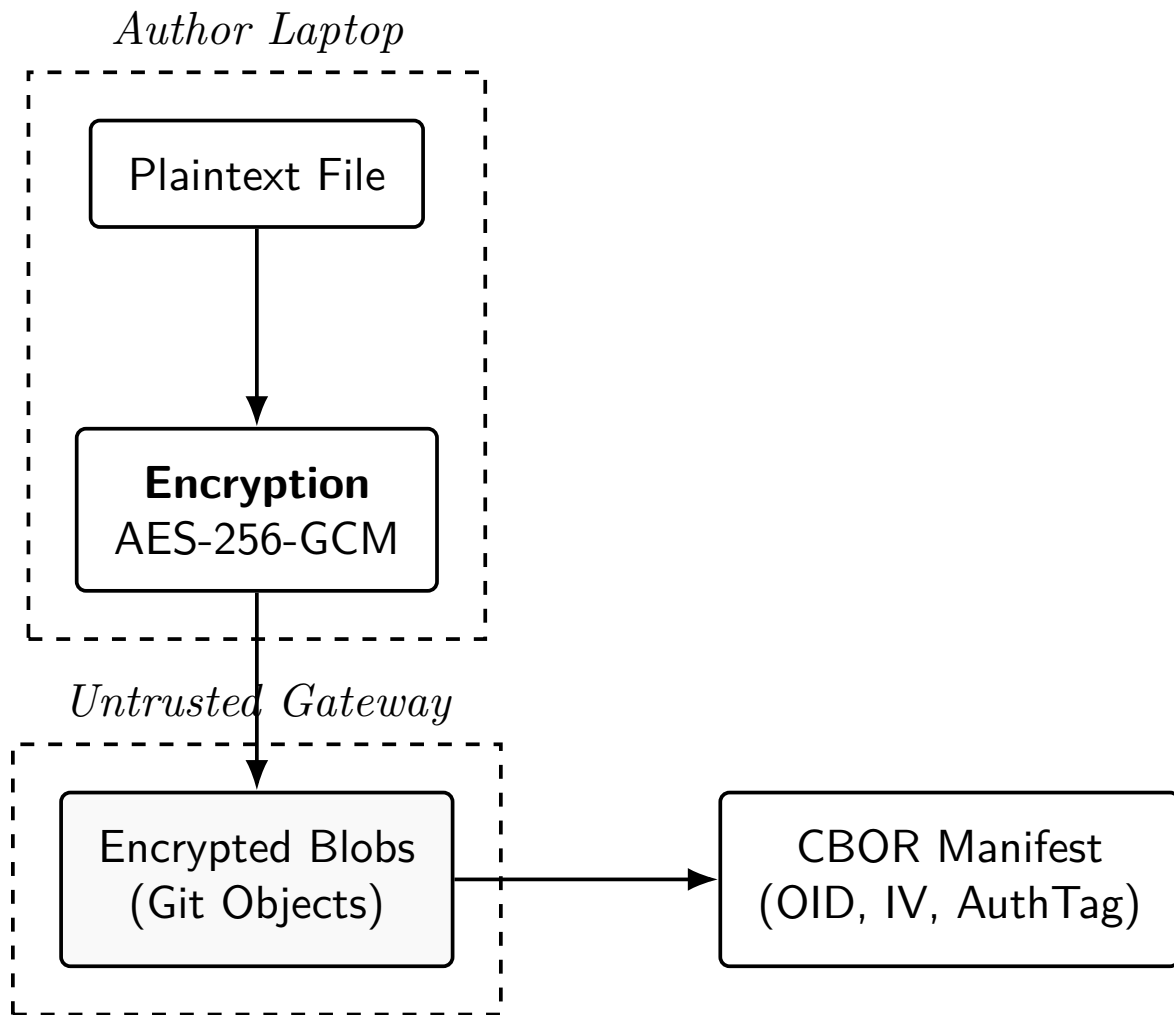 Author Laptop
Plaintext File
Encryption
AES-256-GCM
Untrusted Gateway
Encrypted Blobs
(Git Objects)
CBOR Manifest
(OID, IV, AuthTag)